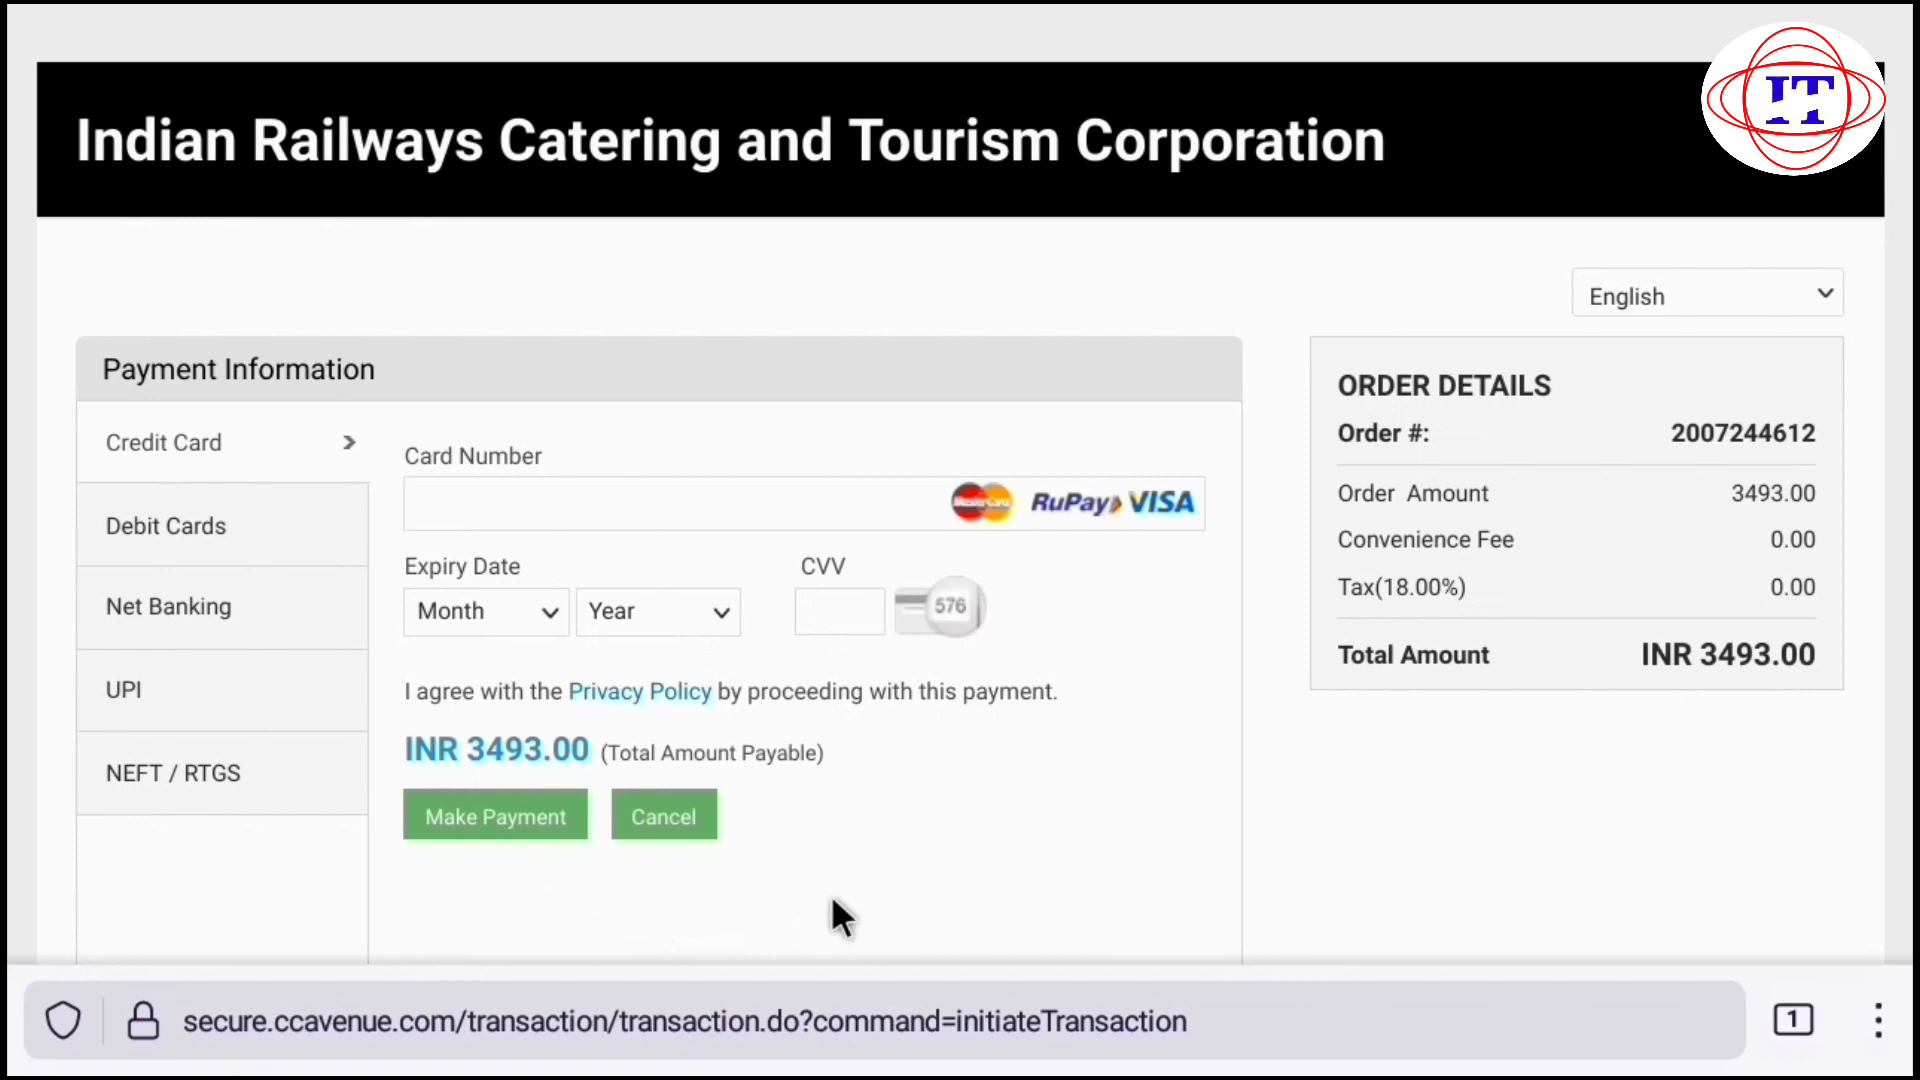 IT
Indian Railways Catering and Tourism Corporation
English
Payment Information
Credit Card
Debit Cards
Net Banking
UPI
NEFT / RTGS
Card Number
MasterCard RuPay VISA
Expiry Date CVV
Month Year 576
I agree with the Privacy Policy by proceeding with this payment.
INR 3493.00 (Total Amount Payable)
Make Payment Cancel
ORDER DETAILS
Order #: 2007244612
Order Amount 3493.00
Convenience Fee 0.00
Tax(18.00%) 0.00
Total Amount INR 3493.00
secure.ccavenue.com/transaction/transaction.do?command=initiateTransaction
1